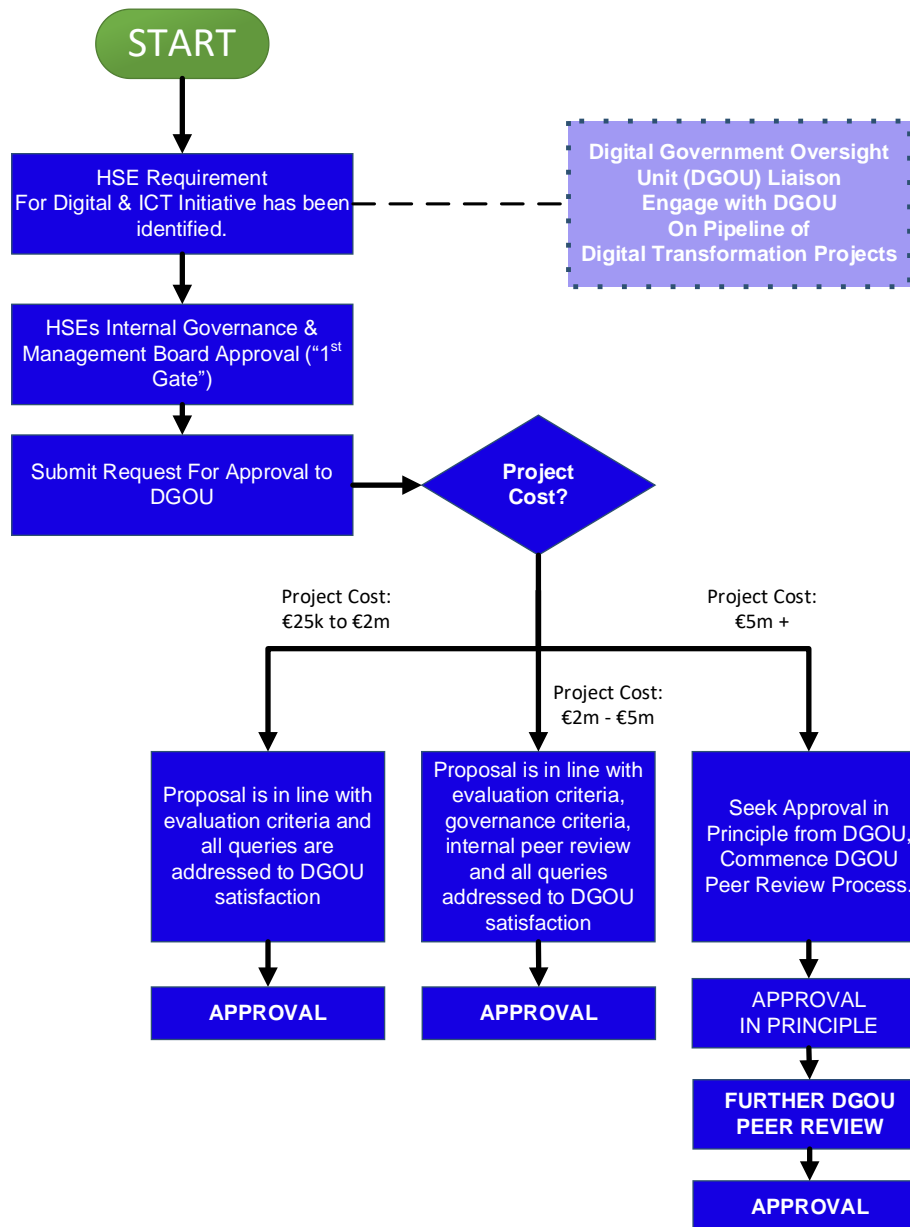 START
HSE Requirement
For Digital & ICT Initiative has been
identified.
Digital Government Oversight
Unit (DGOU) Liaison
Engage with DGOU
On Pipeline of
Digital Transformation Projects
HSEs Internal Governance &
Management Board Approval (“1st
Gate”)
Submit Request For Approval to
DGOU
Project
Cost?
Project Cost:
€25k to €2m
Project Cost:
€5m +
Project Cost:
€2m - €5m
Proposal is in line with
evaluation criteria and
all queries are
addressed to DGOU
satisfaction
Proposal is in line with
evaluation criteria,
governance criteria,
internal peer review
and all queries
addressed to DGOU
satisfaction
Seek Approval in
Principle from DGOU,
Commence DGOU
Peer Review Process.
APPROVAL
APPROVAL
APPROVAL
IN PRINCIPLE
FURTHER DGOU
PEER REVIEW
APPROVAL